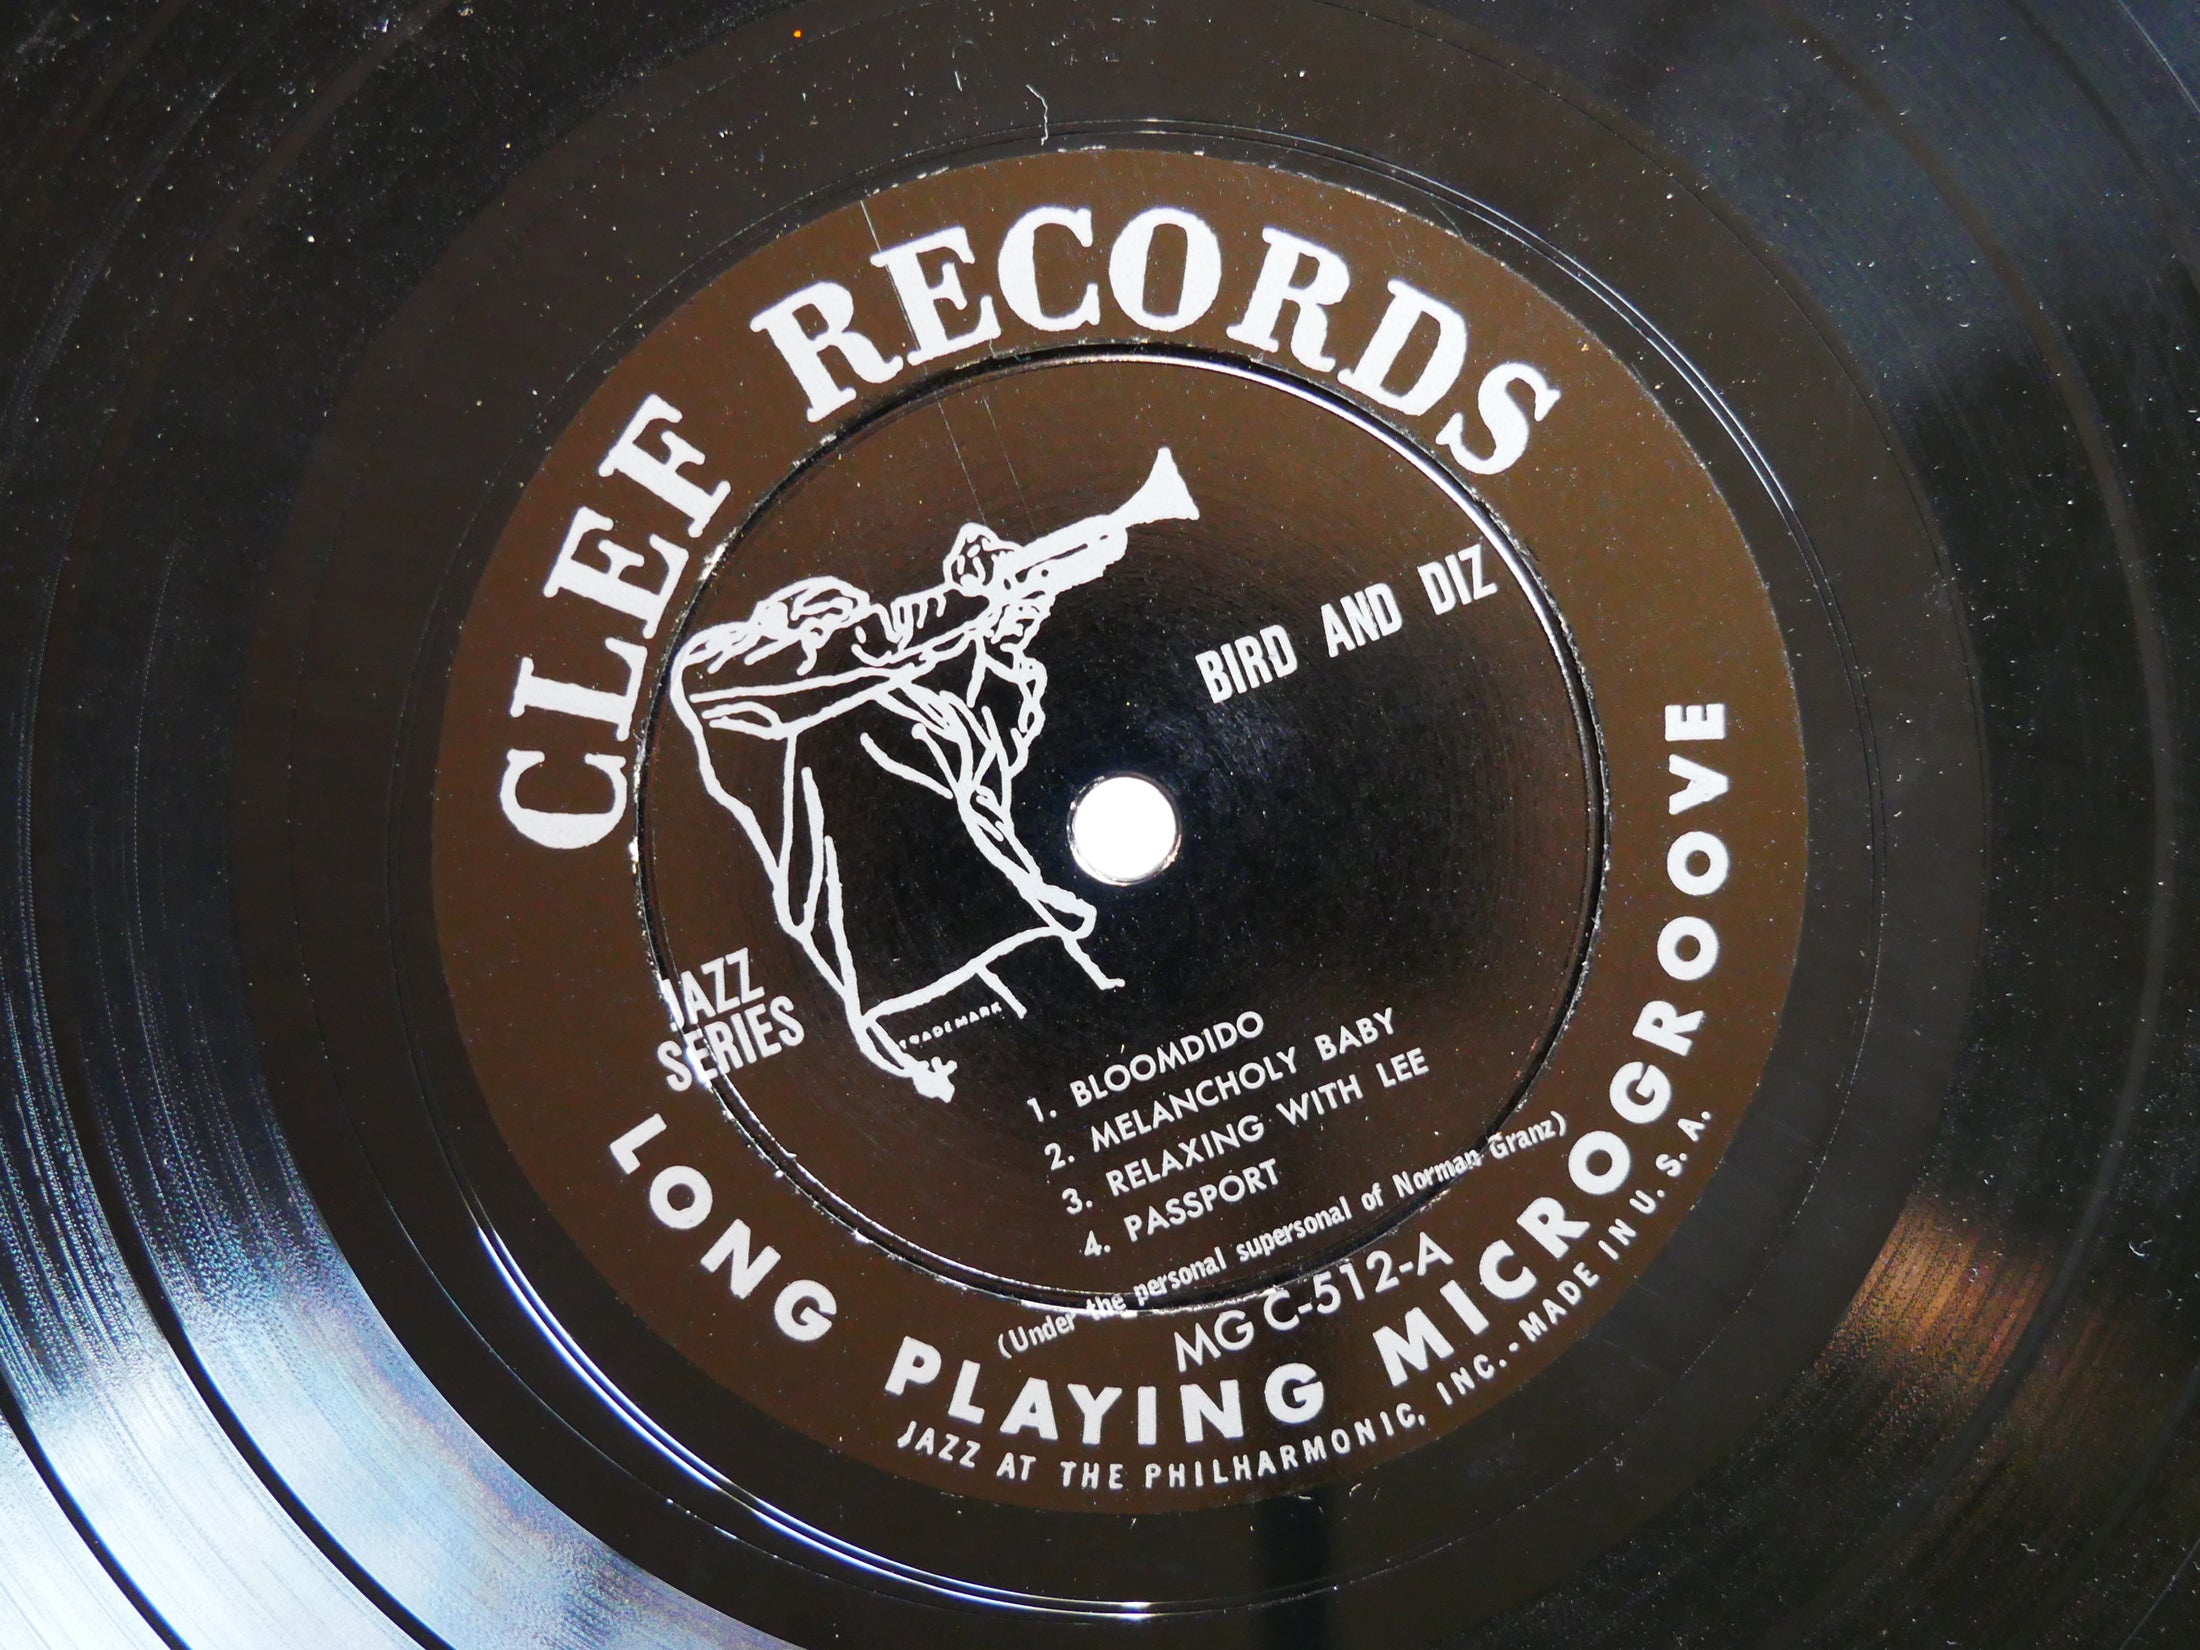 CLEF RECORDS
BIRD AND DIZ
JAZZ
SERIES
TRADEMARK
1. BLOOMDIDO
2. MELANCHOLY BABY
3. RELAXING WITH LEE
4. PASSPORT
(Under the personal supersonal of Norman Granz)
MG C-512-A
LONG PLAYING MICROGROOVE
JAZZ AT THE PHILHARMONIC, INC.-MADE IN U. S. A.